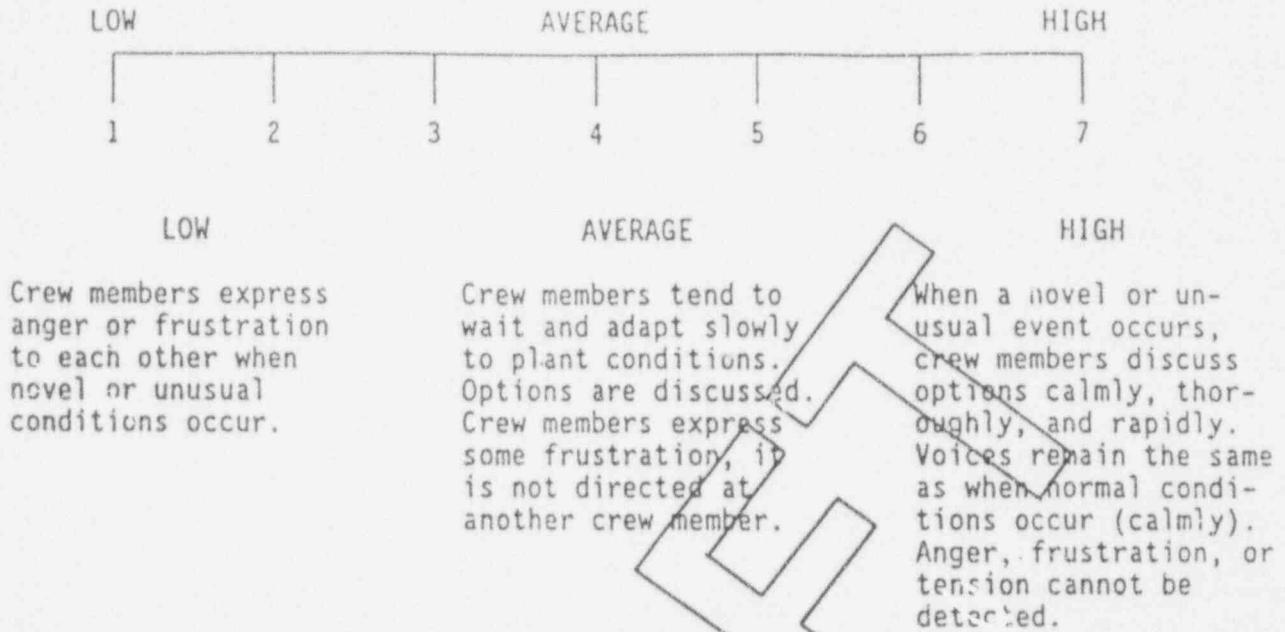 LOW AVERAGE HIGH
1 2 3 4 5 6 7
LOW
Crew members express
anger or frustration
to each other when
novel or unusual
conditions occur.
AVERAGE
Crew members tend to
wait and adapt slowly
to plant conditions.
Options are discussed.
Crew members express
some frustration, it
is not directed at
another crew member.
HIGH
When a novel or un-
usual event occurs,
crew members discuss
options calmly, thor-
oughly, and rapidly.
Voices remain the same
as when normal condi-
tions occur (calmly).
Anger, frustration, or
tension cannot be
detected.